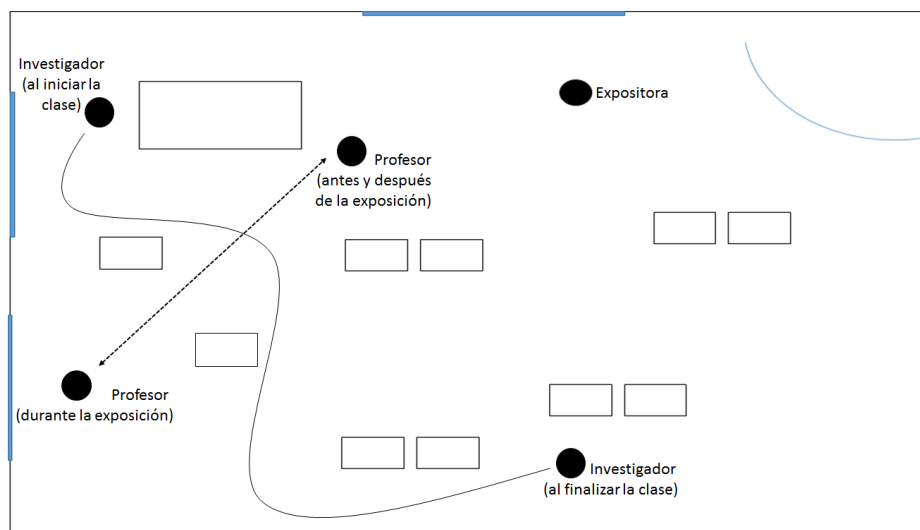 Investigador
(al iniciar la
clase)
Expositora
Profesor
(antes y después
de la exposición)
Profesor
(durante la exposición)
Investigador
(al finalizar la clase)